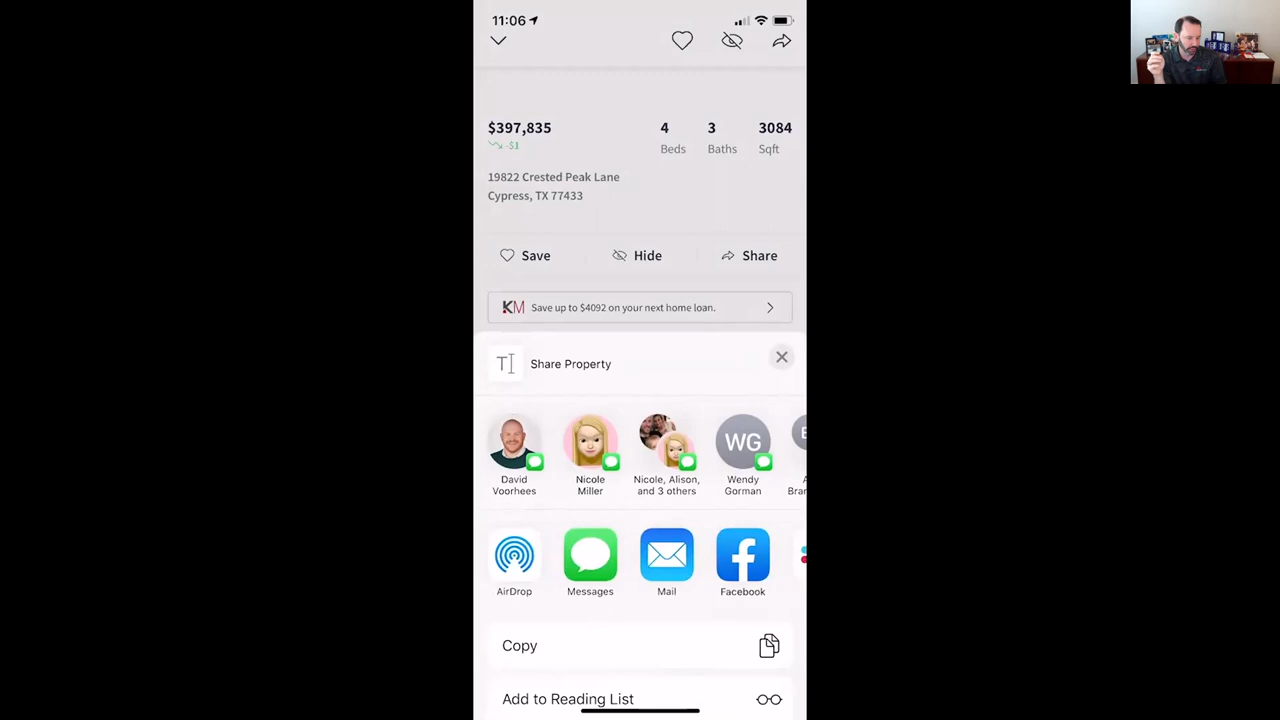 11:06
$397,835
-$1
4
Beds
3
Baths
3084
Sqft
19822 Crested Peak Lane
Cypress, TX 77433
Save
Hide
Share
KM Save up to $4092 on your next home loan.
TI Share Property
WG
David
Voorhees
Nicole
Miller
Nicole, Alison,
and 3 others
Wendy
Gorman
AirDrop
Messages
Mail
Facebook
Copy
Add to Reading List